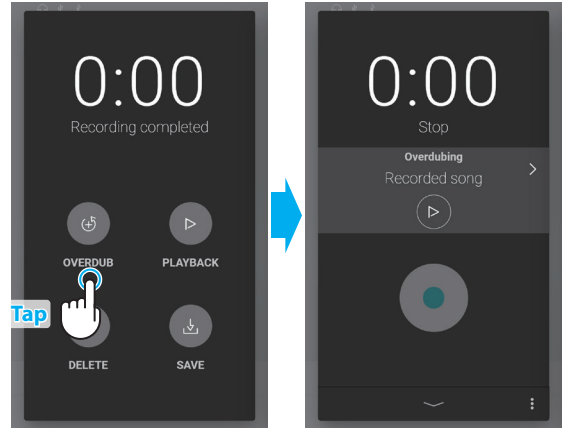 0:00
Recording completed
OVERDUB
PLAYBACK
Tap
DELETE
SAVE
0:00
Stop
Overdubing
Recorded song